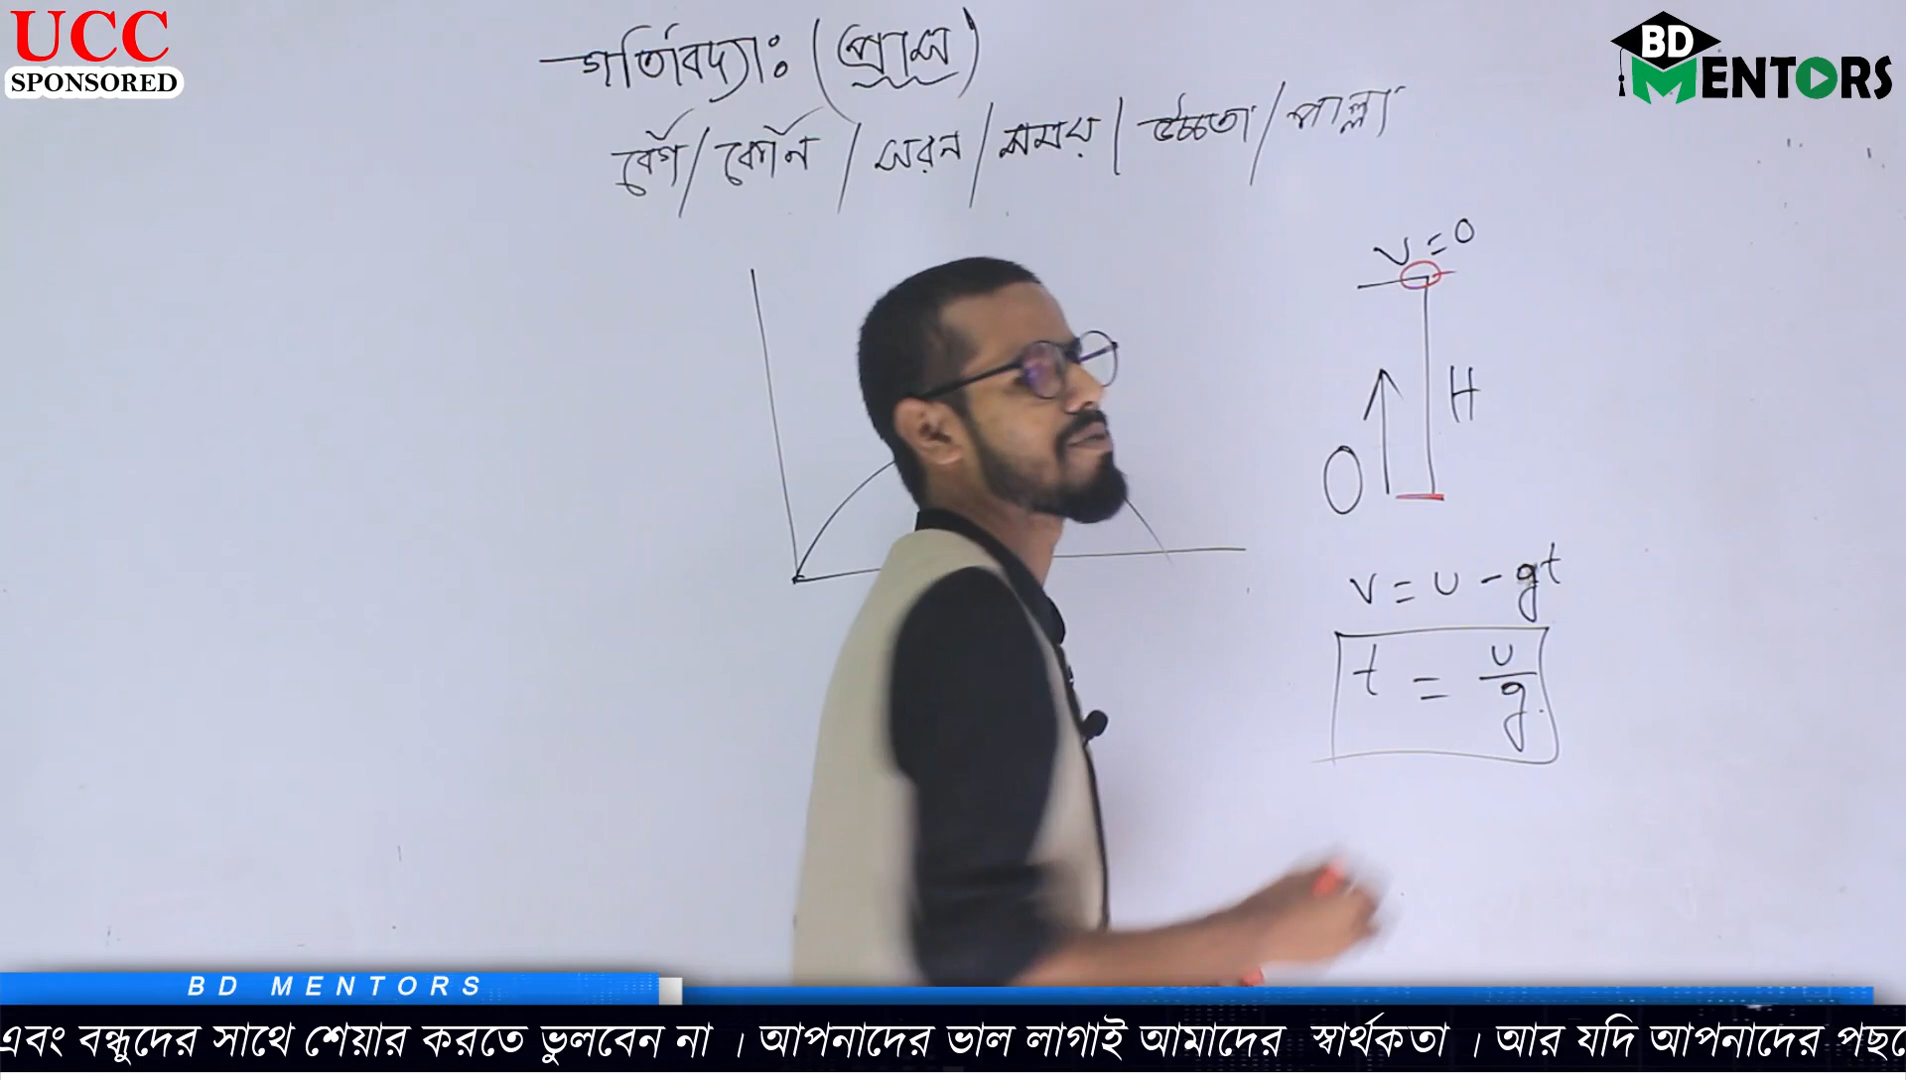 UCC
SPONSORED
BD
MENTORS
গতিবিদ্যাঃ (প্রাস)
বেগ / কোন / সরন / সময় / উচ্চতা / পাল্লা
v = 0
H
0
v = u - gt
t = u/g
BD MENTORS
এবং বন্ধুদের সাথে শেয়ার করতে ভুলবেন না । আপনাদের ভাল লাগাই আমাদের স্বার্থকতা । আর যদি আপনাদের পছ